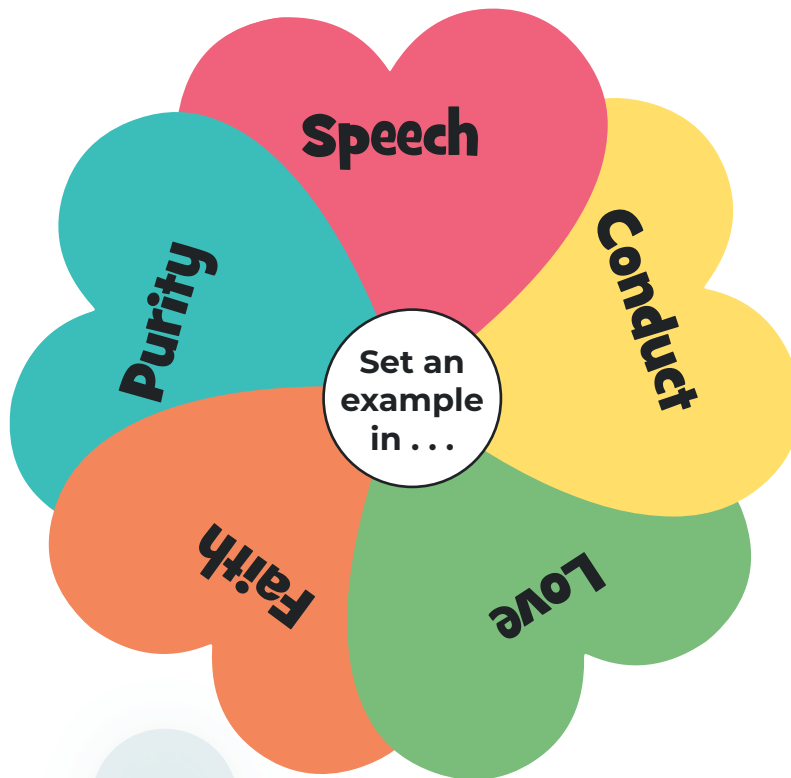 Speech
Conduct
Love
Faith
Purity
Set an
example
in . . .